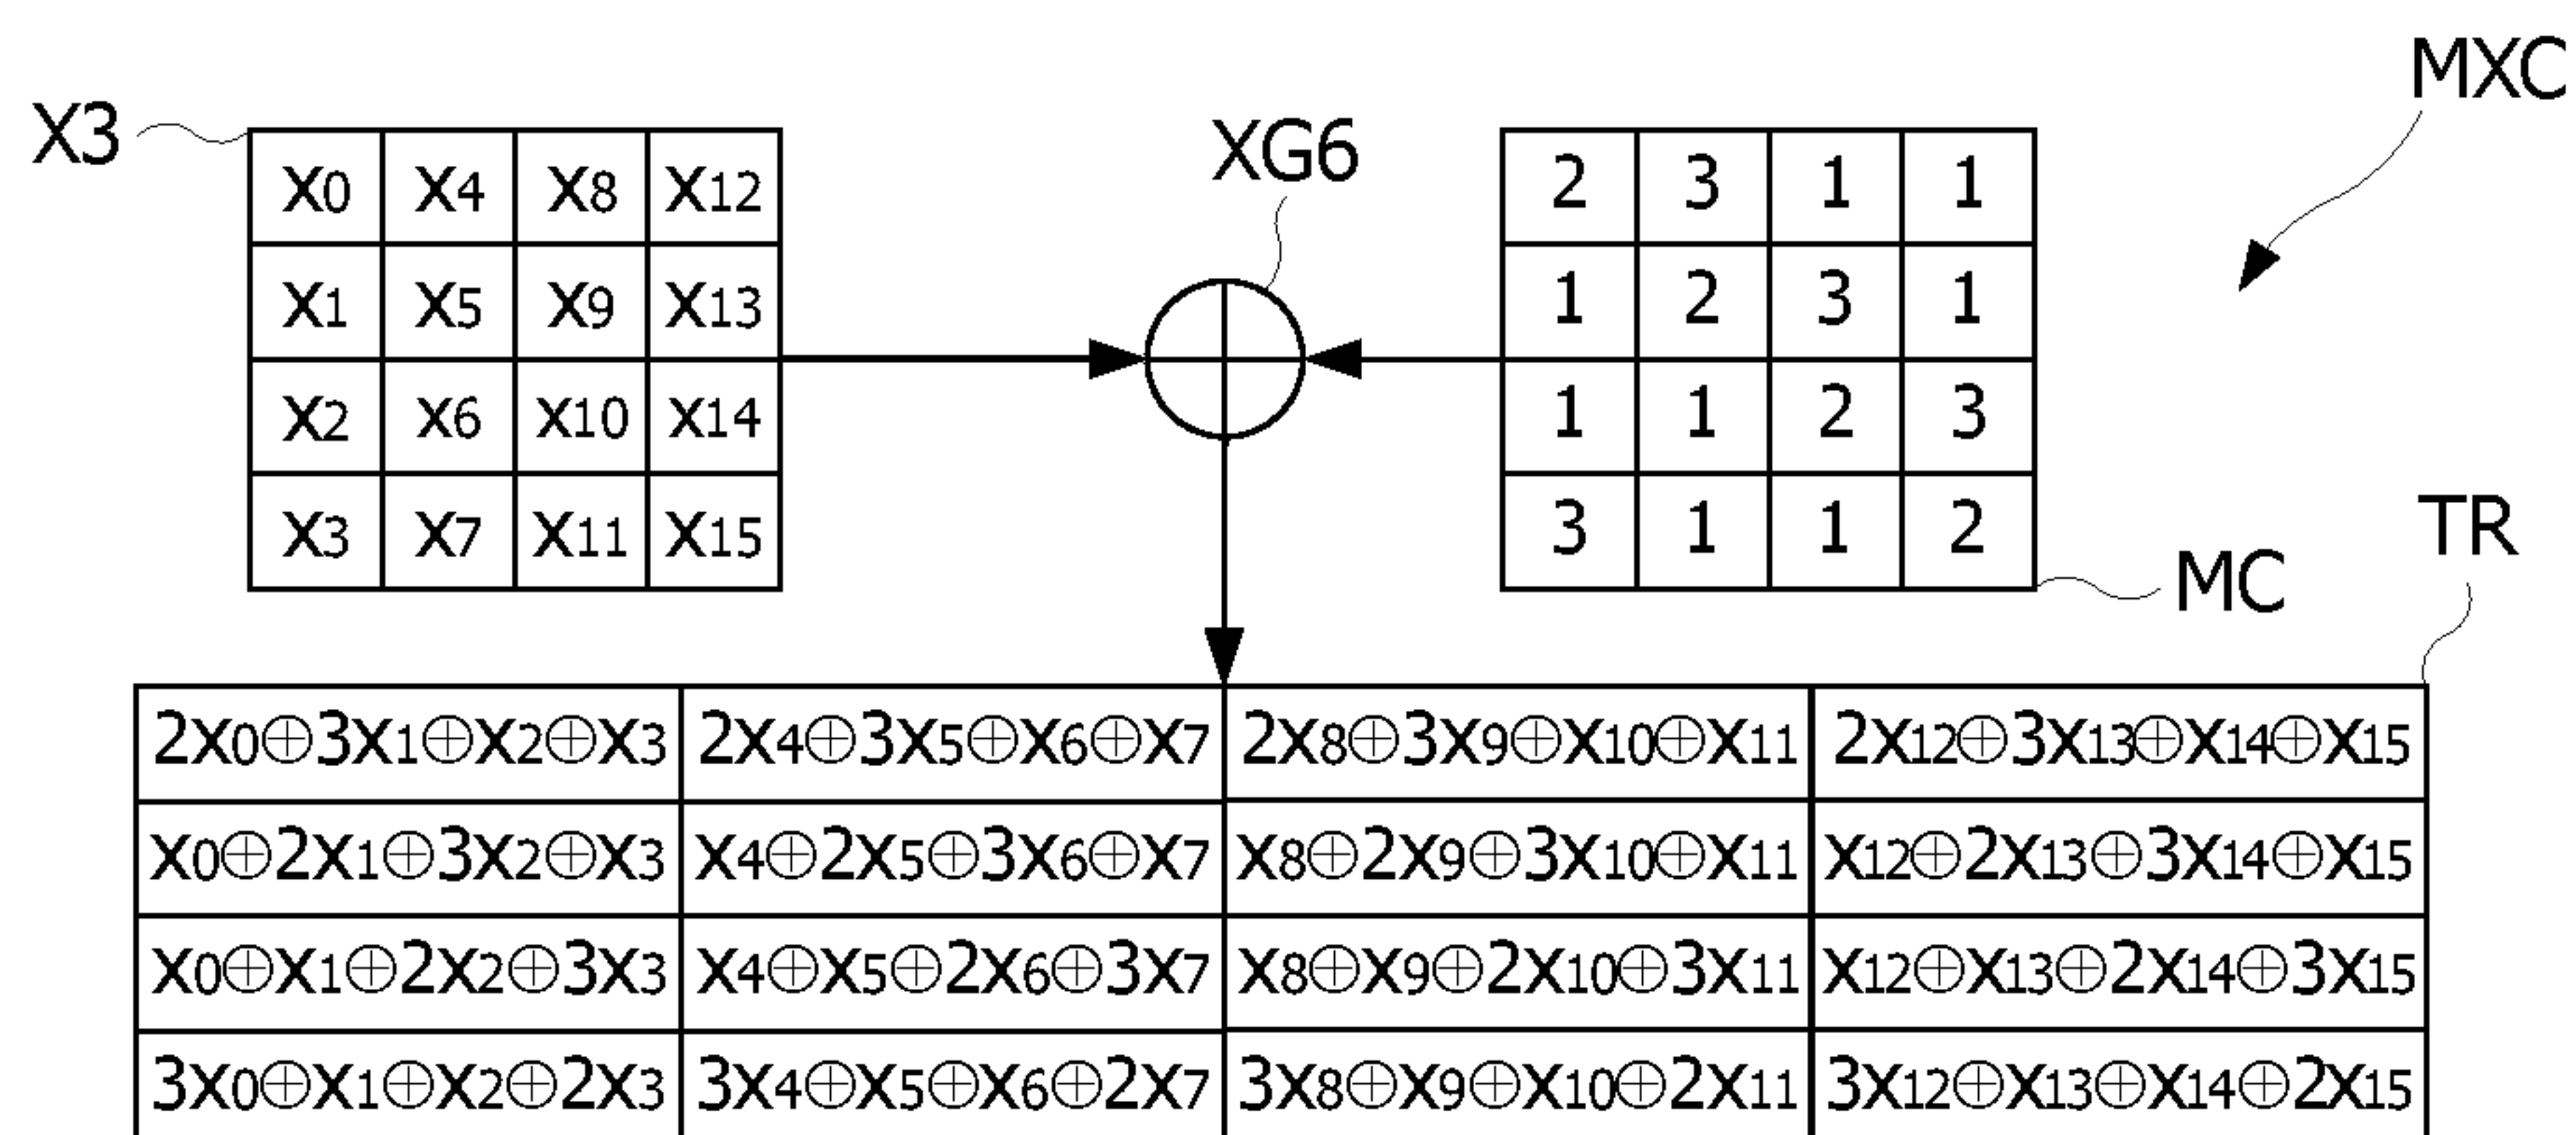 MXC
X3
XG6
X0 X4 X8 X12
2 3 1 1
X1 X5 X9 X13
1 2 3 1
X2 X6 X10 X14
1 1 2 3
X3 X7 X11 X15
3 1 1 2
TR
MC
2X0⊕3X1⊕X2⊕X3 2X4⊕3X5⊕X6⊕X7 2X8⊕3X9⊕X10⊕X11 2X12⊕3X13⊕X14⊕X15
X0⊕2X1⊕3X2⊕X3 X4⊕2X5⊕3X6⊕X7 X8⊕2X9⊕3X10⊕X11 X12⊕2X13⊕3X14⊕X15
X0⊕X1⊕2X2⊕3X3 X4⊕X5⊕2X6⊕3X7 X8⊕X9⊕2X10⊕3X11 X12⊕X13⊕2X14⊕3X15
3X0⊕X1⊕X2⊕2X3 3X4⊕X5⊕X6⊕2X7 3X8⊕X9⊕X10⊕2X11 3X12⊕X13⊕X14⊕2X15